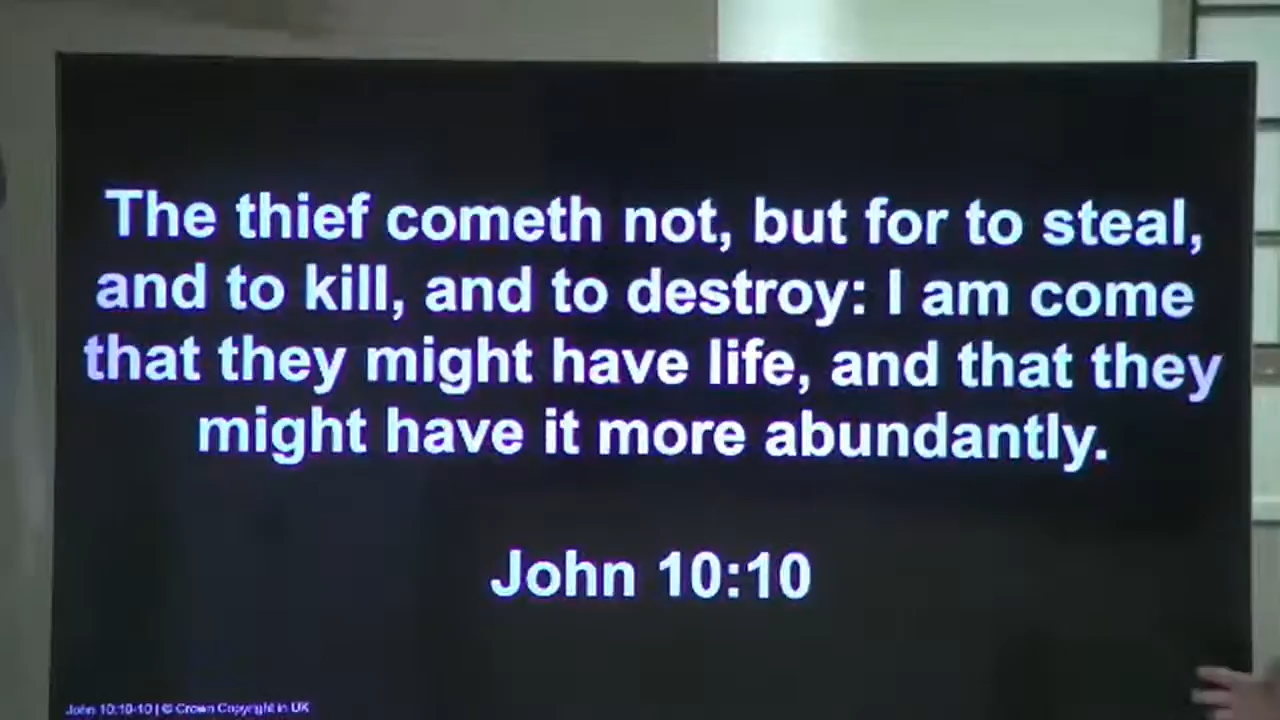 The thief cometh not, but for to steal,
and to kill, and to destroy: I am come
that they might have life, and that they
might have it more abundantly.
John 10:10
John 10:10-10 | © Crown Copyright in UK